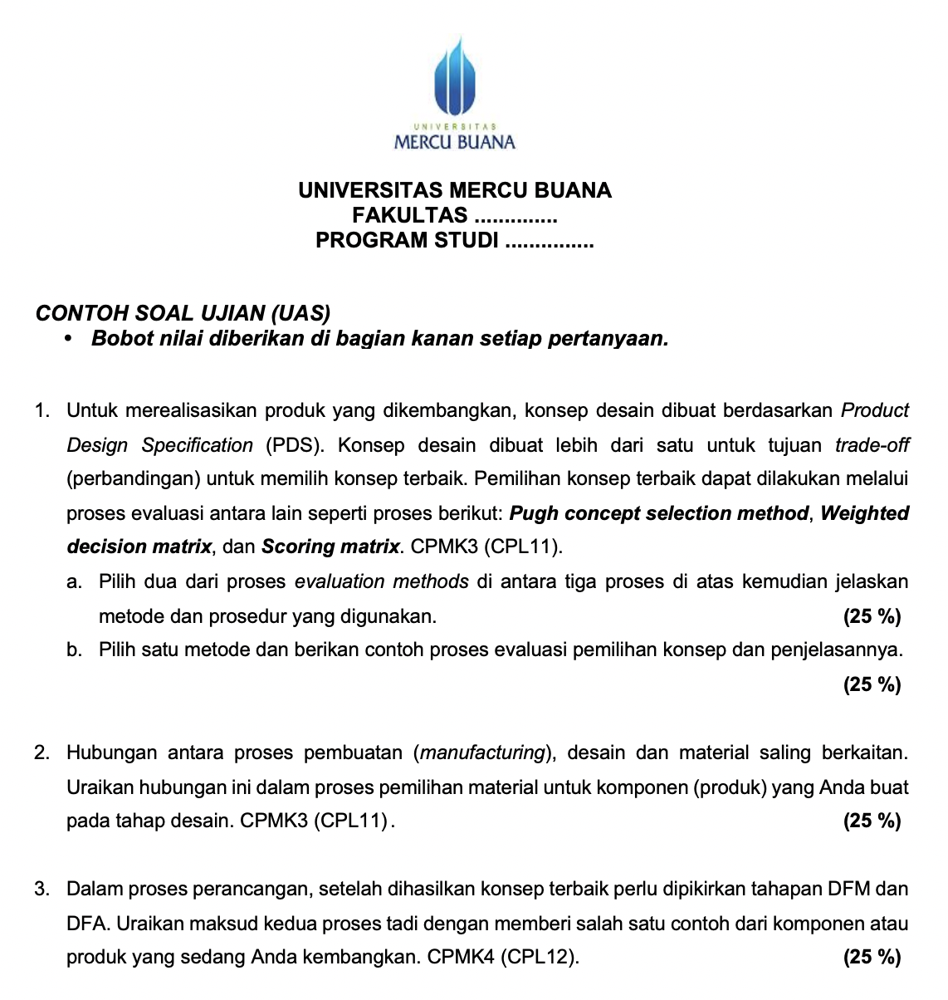 UNIVERSITAS
MERCU BUANA
UNIVERSITAS MERCU BUANA
FAKULTAS ..............
PROGRAM STUDI ...............
CONTOH SOAL UJIAN (UAS)
• Bobot nilai diberikan di bagian kanan setiap pertanyaan.
1. Untuk merealisasikan produk yang dikembangkan, konsep desain dibuat berdasarkan Product
Design Specification (PDS). Konsep desain dibuat lebih dari satu untuk tujuan trade-off
(perbandingan) untuk memilih konsep terbaik. Pemilihan konsep terbaik dapat dilakukan melalui
proses evaluasi antara lain seperti proses berikut: Pugh concept selection method, Weighted
decision matrix, dan Scoring matrix. CPMK3 (CPL11).
a. Pilih dua dari proses evaluation methods di antara tiga proses di atas kemudian jelaskan
metode dan prosedur yang digunakan. (25 %)
b. Pilih satu metode dan berikan contoh proses evaluasi pemilihan konsep dan penjelasannya.
(25 %)
2. Hubungan antara proses pembuatan (manufacturing), desain dan material saling berkaitan.
Uraikan hubungan ini dalam proses pemilihan material untuk komponen (produk) yang Anda buat
pada tahap desain. CPMK3 (CPL11). (25 %)
3. Dalam proses perancangan, setelah dihasilkan konsep terbaik perlu dipikirkan tahapan DFM dan
DFA. Uraikan maksud kedua proses tadi dengan memberi salah satu contoh dari komponen atau
produk yang sedang Anda kembangkan. CPMK4 (CPL12). (25 %)